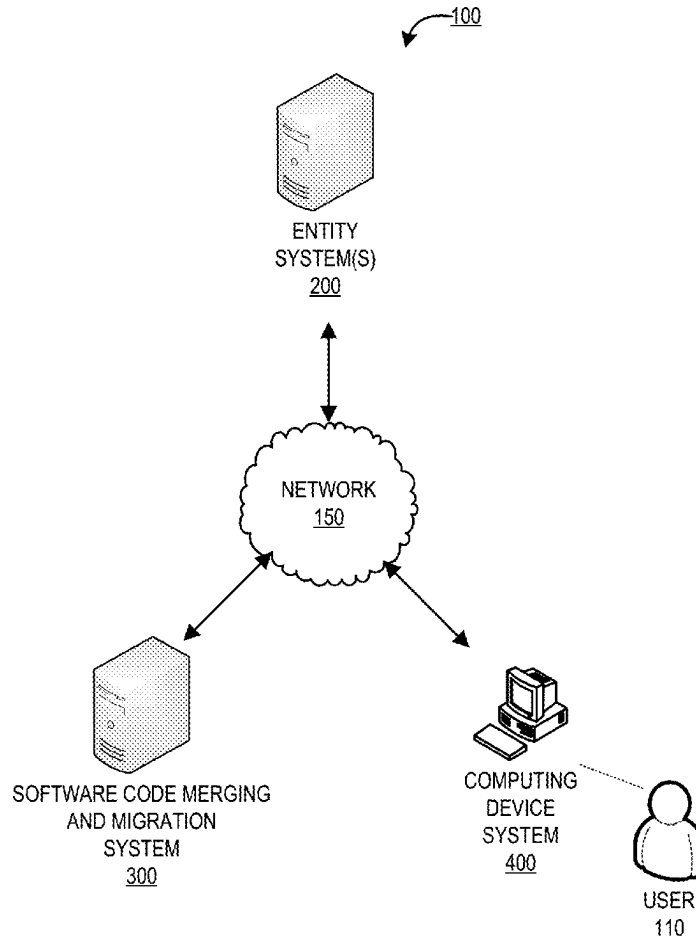 100
ENTITY
SYSTEM(S)
200
NETWORK
150
SOFTWARE CODE MERGING
AND MIGRATION
SYSTEM
300
COMPUTING
DEVICE
SYSTEM
400
USER
110